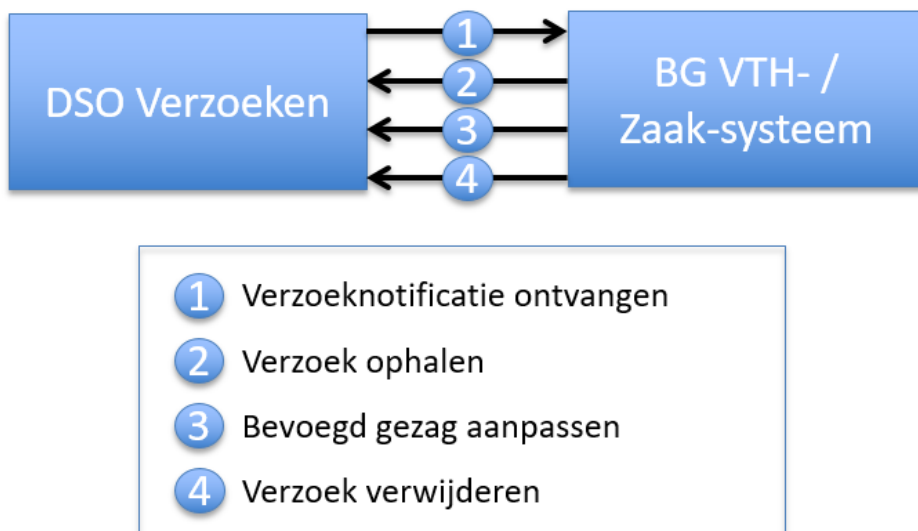 DSO Verzoeken
1
2
3
4
BG VTH- /
Zaak-systeem
1 Verzoeknotificatie ontvangen
2 Verzoek ophalen
3 Bevoegd gezag aanpassen
4 Verzoek verwijderen